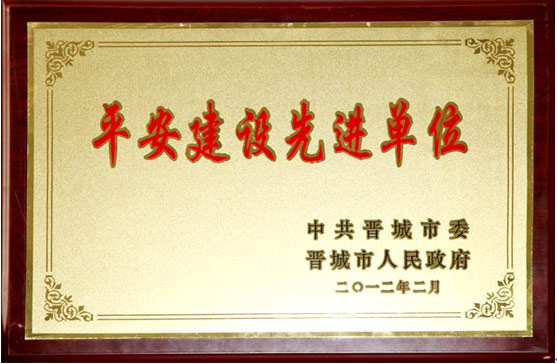 平安建设先进单位
中共晋城市委
晋城市人民政府
二〇一二年二月